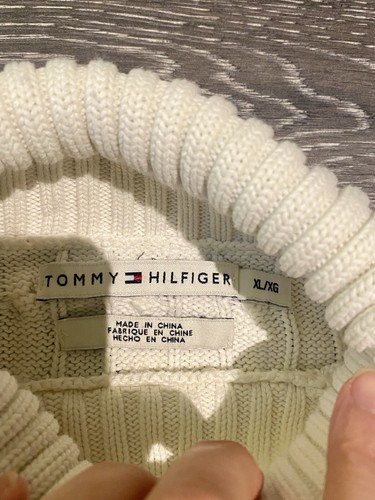 TOMMY HILFIGER
XL/XG
MADE IN CHINA
FABRIQUE EN CHINE
HECHO EN CHINA